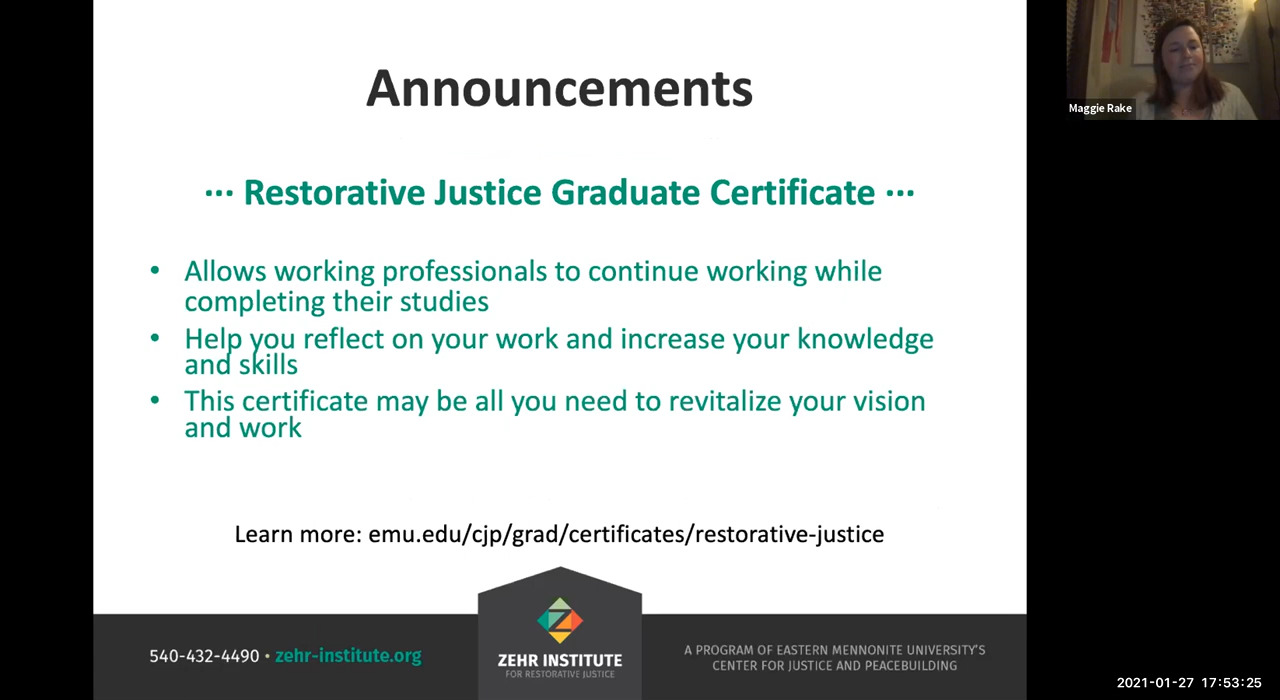 Announcements
··· Restorative Justice Graduate Certificate ···
• Allows working professionals to continue working while
completing their studies
• Help you reflect on your work and increase your knowledge
and skills
• This certificate may be all you need to revitalize your vision
and work
Learn more: emu.edu/cjp/grad/certificates/restorative-justice
540-432-4490 • zehr-institute.org
ZEHR INSTITUTE
FOR RESTORATIVE JUSTICE
A PROGRAM OF EASTERN MENNONITE UNIVERSITY'S
CENTER FOR JUSTICE AND PEACEBUILDING
Maggie Rake
2021-01-27 17:53:25